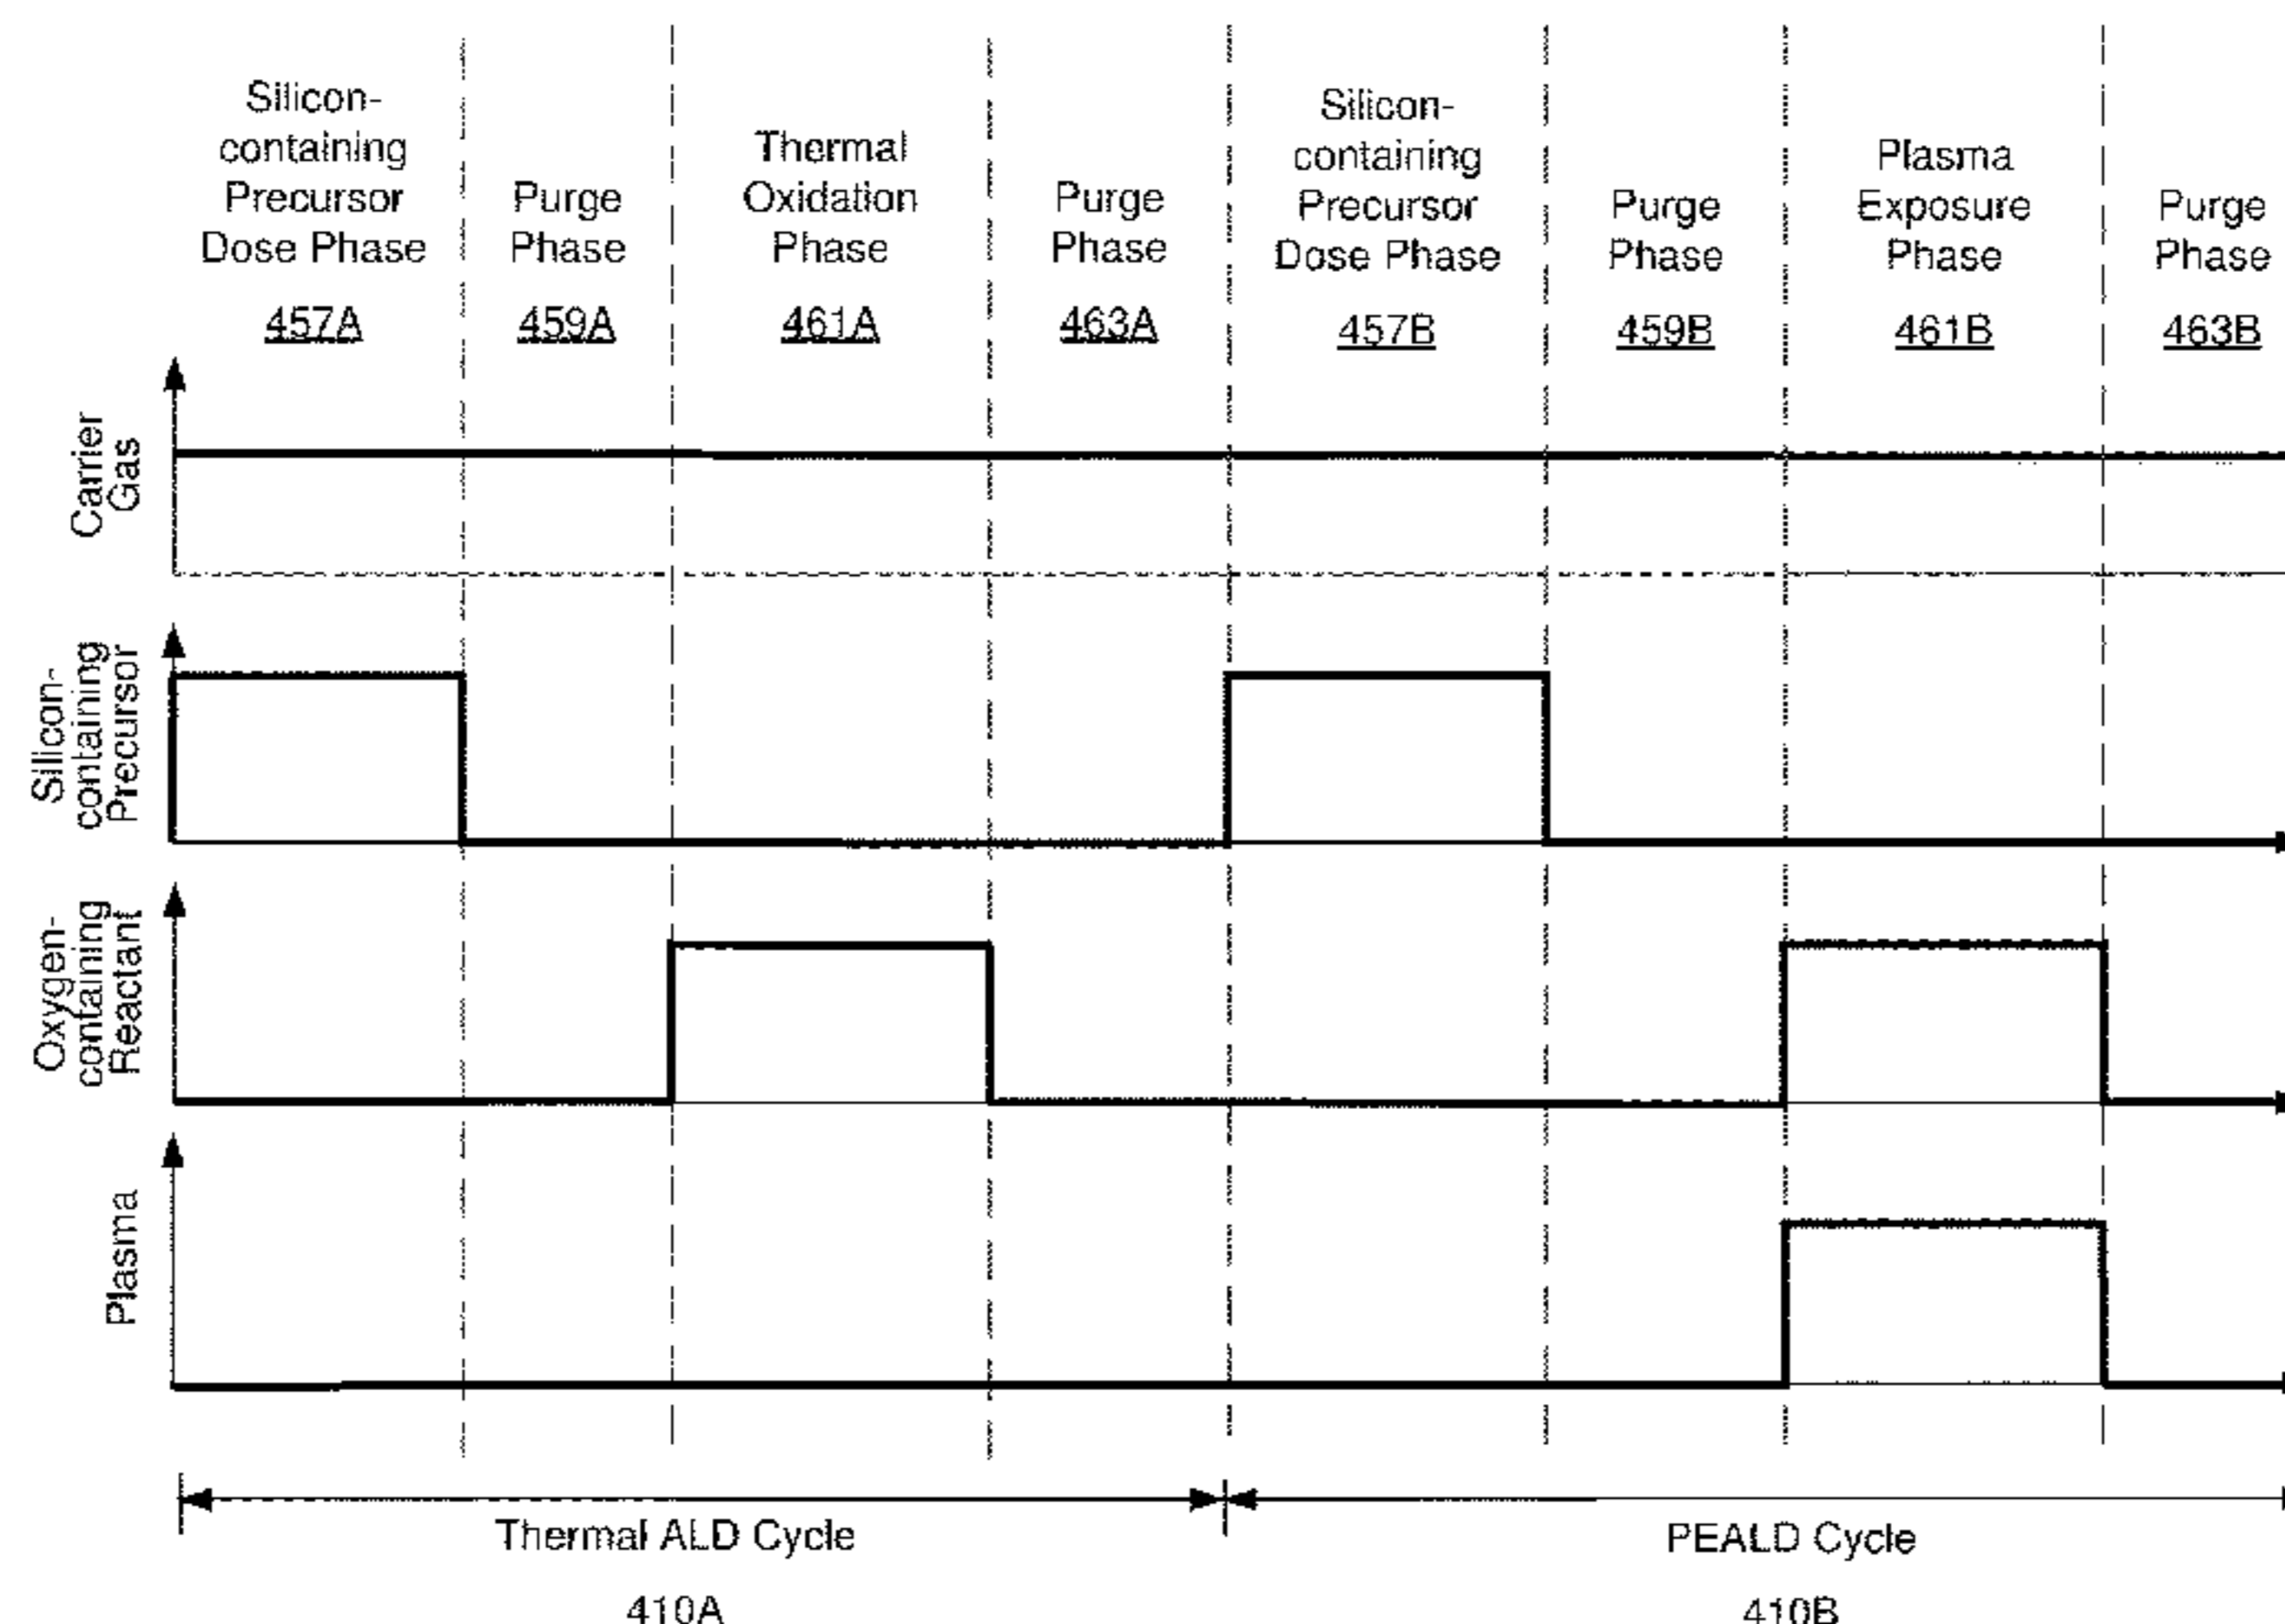 Silicon-
containing
Precursor
Dose Phase
457A
Purge
Phase
459A
Thermal
Oxidation
Phase
461A
Purge
Phase
463A
Silicon-
containing
Precursor
Dose Phase
457B
Purge
Phase
459B
Plasma
Exposure
Phase
461B
Purge
Phase
463B
Carrier
Gas
Silicon-
containing
Precursor
Oxygen-
containing
Reactant
Plasma
Thermal ALD Cycle
410A
PEALD Cycle
410B